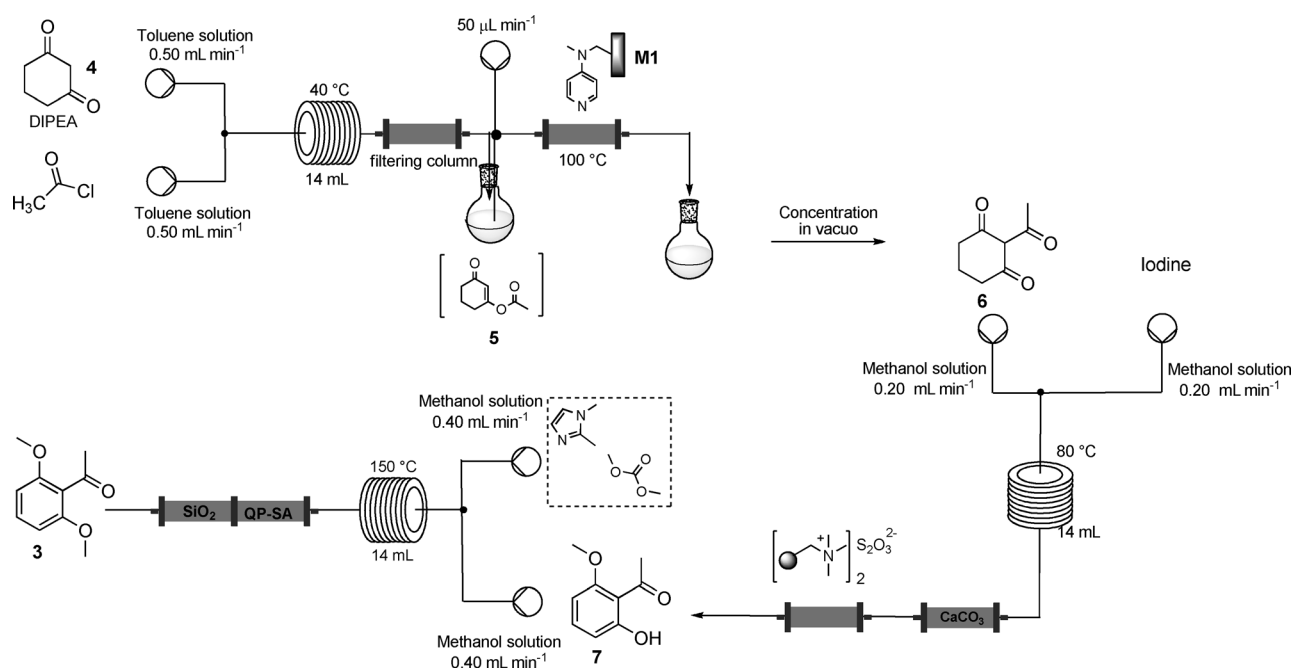 O
4
O
DIPEA
O
H₃C
Cl
Toluene solution
0.50 mL min⁻¹
Toluene solution
0.50 mL min⁻¹
40 °C
14 mL
filtering column
50 µL min⁻¹
N
N
M1
100 °C
O
O
O
5
Concentration
in vacuo
O
O
O
6
Iodine
Methanol solution
0.20 mL min⁻¹
Methanol solution
0.20 mL min⁻¹
80 °C
14 mL
CaCO₃
N⁺
2
S₂O₃²⁻
O
O
OH
7
Methanol solution
0.40 mL min⁻¹
N
N
O
O
O
Methanol solution
0.40 mL min⁻¹
150 °C
14 mL
SiO₂
QP-SA
O
O
O
3